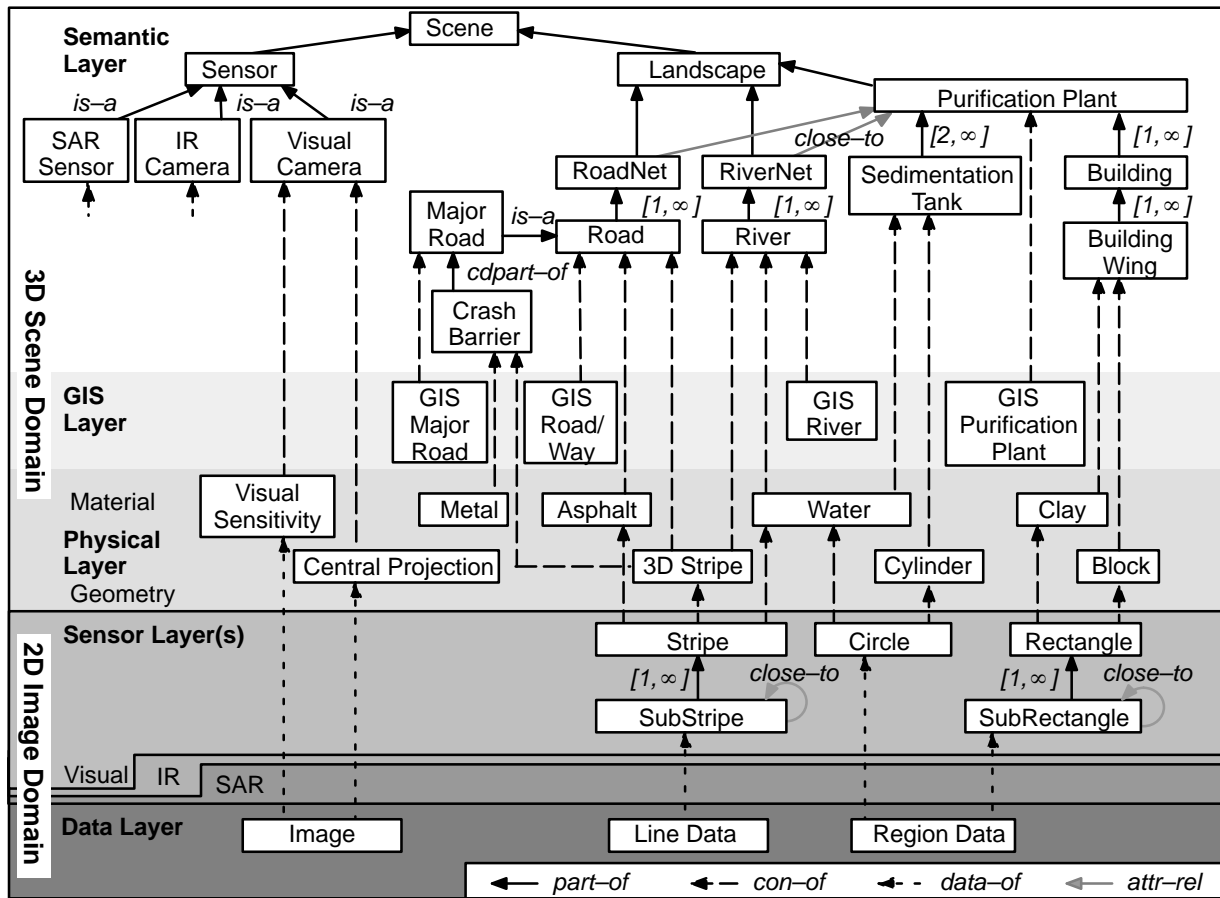 Scene
Semantic
Layer
Sensor
Landscape
Purification Plant
is–a
is–a
is–a
SAR
Sensor
IR
Camera
Visual
Camera
close–to
[2, ∞ ]
[1, ∞ ]
RoadNet
RiverNet
Sedimentation
Tank
Building
Major
Road
is–a
[1, ∞ ]
[1, ∞ ]
[1, ∞ ]
Road
River
Building
Wing
cdpart–of
Crash
Barrier
3D Scene Domain
GIS
Layer
GIS
Major
Road
GIS
Road/
Way
GIS
River
GIS
Purification
Plant
Material
Visual
Sensitivity
Metal
Asphalt
Water
Clay
Physical
Layer
Central Projection
3D Stripe
Cylinder
Block
Geometry
2D Image Domain
Sensor Layer(s)
Stripe
Circle
Rectangle
[1, ∞ ]
close–to
[1, ∞ ]
close–to
SubStripe
SubRectangle
Visual
IR
SAR
Data Layer
Image
Line Data
Region Data
part–of
con–of
data–of
attr–rel